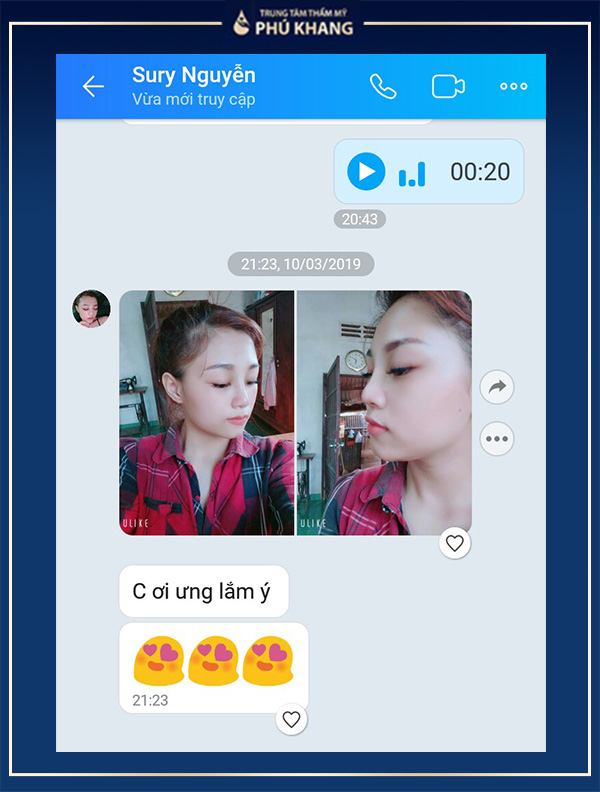 TRUNG TÂM THẨM MỸ
PHÚ KHANG
Sury Nguyễn
Vừa mới truy cập
00:20
20:43
21:23, 10/03/2019
ULIKE
ULIKE
C ơi ưng lắm ý
21:23